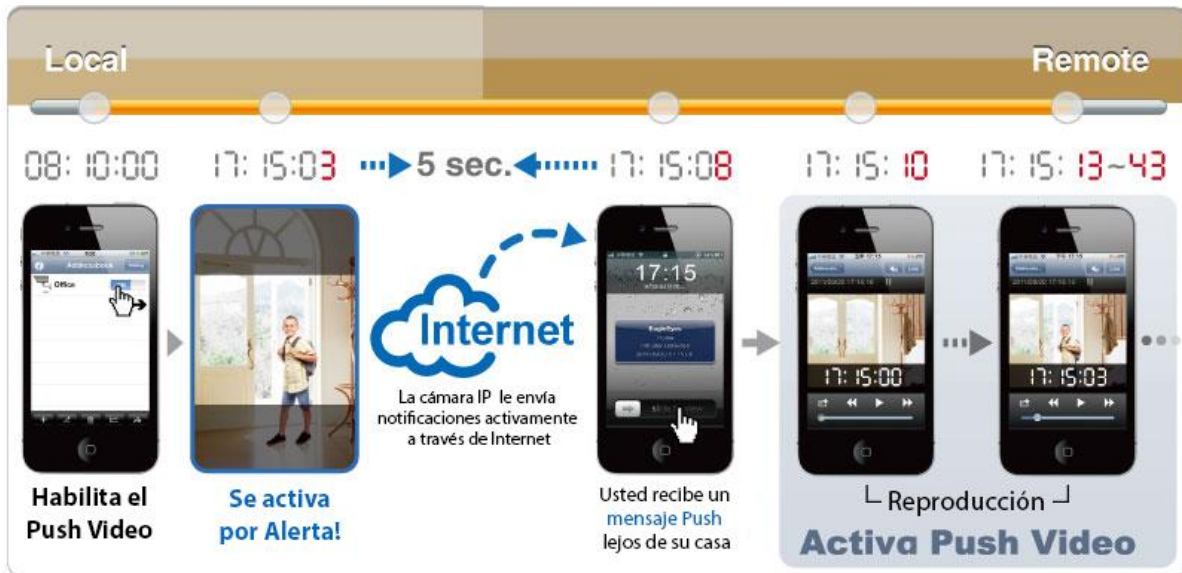 Local
Remote
08:10:00
17:15:03
5 sec.
17:15:08
17:15:10
17:15:13~43
Addressbook
Office
Internet
La cámara IP le envía
notificaciones activamente
a través de Internet
17:15
EagleEyes
17:15:00
17:15:03
Habilita el
Push Video
Se activa
por Alerta!
Usted recibe un
mensaje Push
lejos de su casa
Reproducción
Activa Push Video